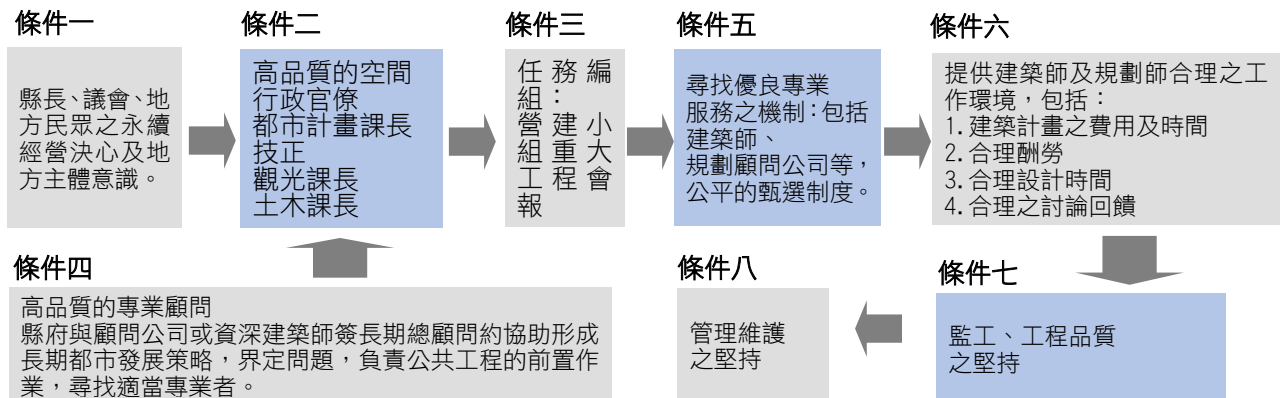 條件一
縣長、議會、地
方民眾之永續
經營決心及地
方主體意識。
條件二
高品質的空間
行政官僚
都市計畫課長
技正
觀光課長
土木課長
條件三
任務編
組：
營建小
組重大
工程會
報
條件五
尋找優良專業
服務之機制：包括
建築師、
規劃顧問公司等，
公平的甄選制度。
條件六
提供建築師及規劃師合理之工
作環境，包括：
1.建築計畫之費用及時間
2.合理酬勞
3.合理設計時間
4.合理之討論回饋
條件四
高品質的專業顧問
縣府與顧問公司或資深建築師簽長期總顧問約協助形成
長期都市發展策略，界定問題，負責公共工程的前置作
業，尋找適當專業者。
條件八
管理維護
之堅持
條件七
監工、工程品質
之堅持